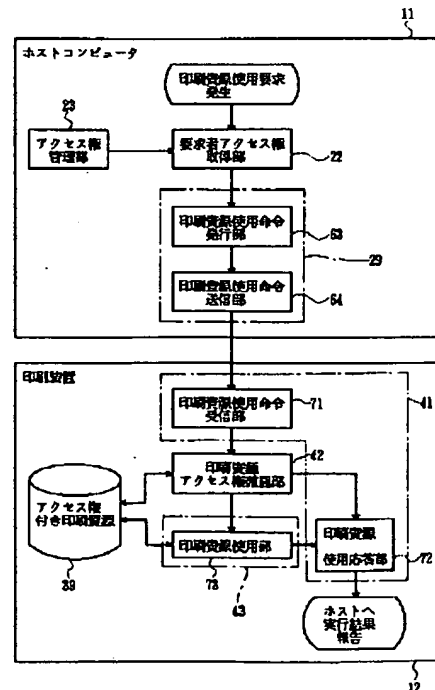 11
ホストコンピュータ
印刷資源使用要求
発生
23
アクセス権
管理部
要求者アクセス権
取得部
22
印刷資源使用命令
発行部
63
29
印刷資源使用命令
送信部
64
印刷装置
印刷資源使用命令
受信部
71
41
42
印刷資源
アクセス権確認部
アクセス権
付き印刷資源
39
印刷資源使用部
73
43
印刷資源
使用応答部
72
ホストへ
実行結果
報告
12